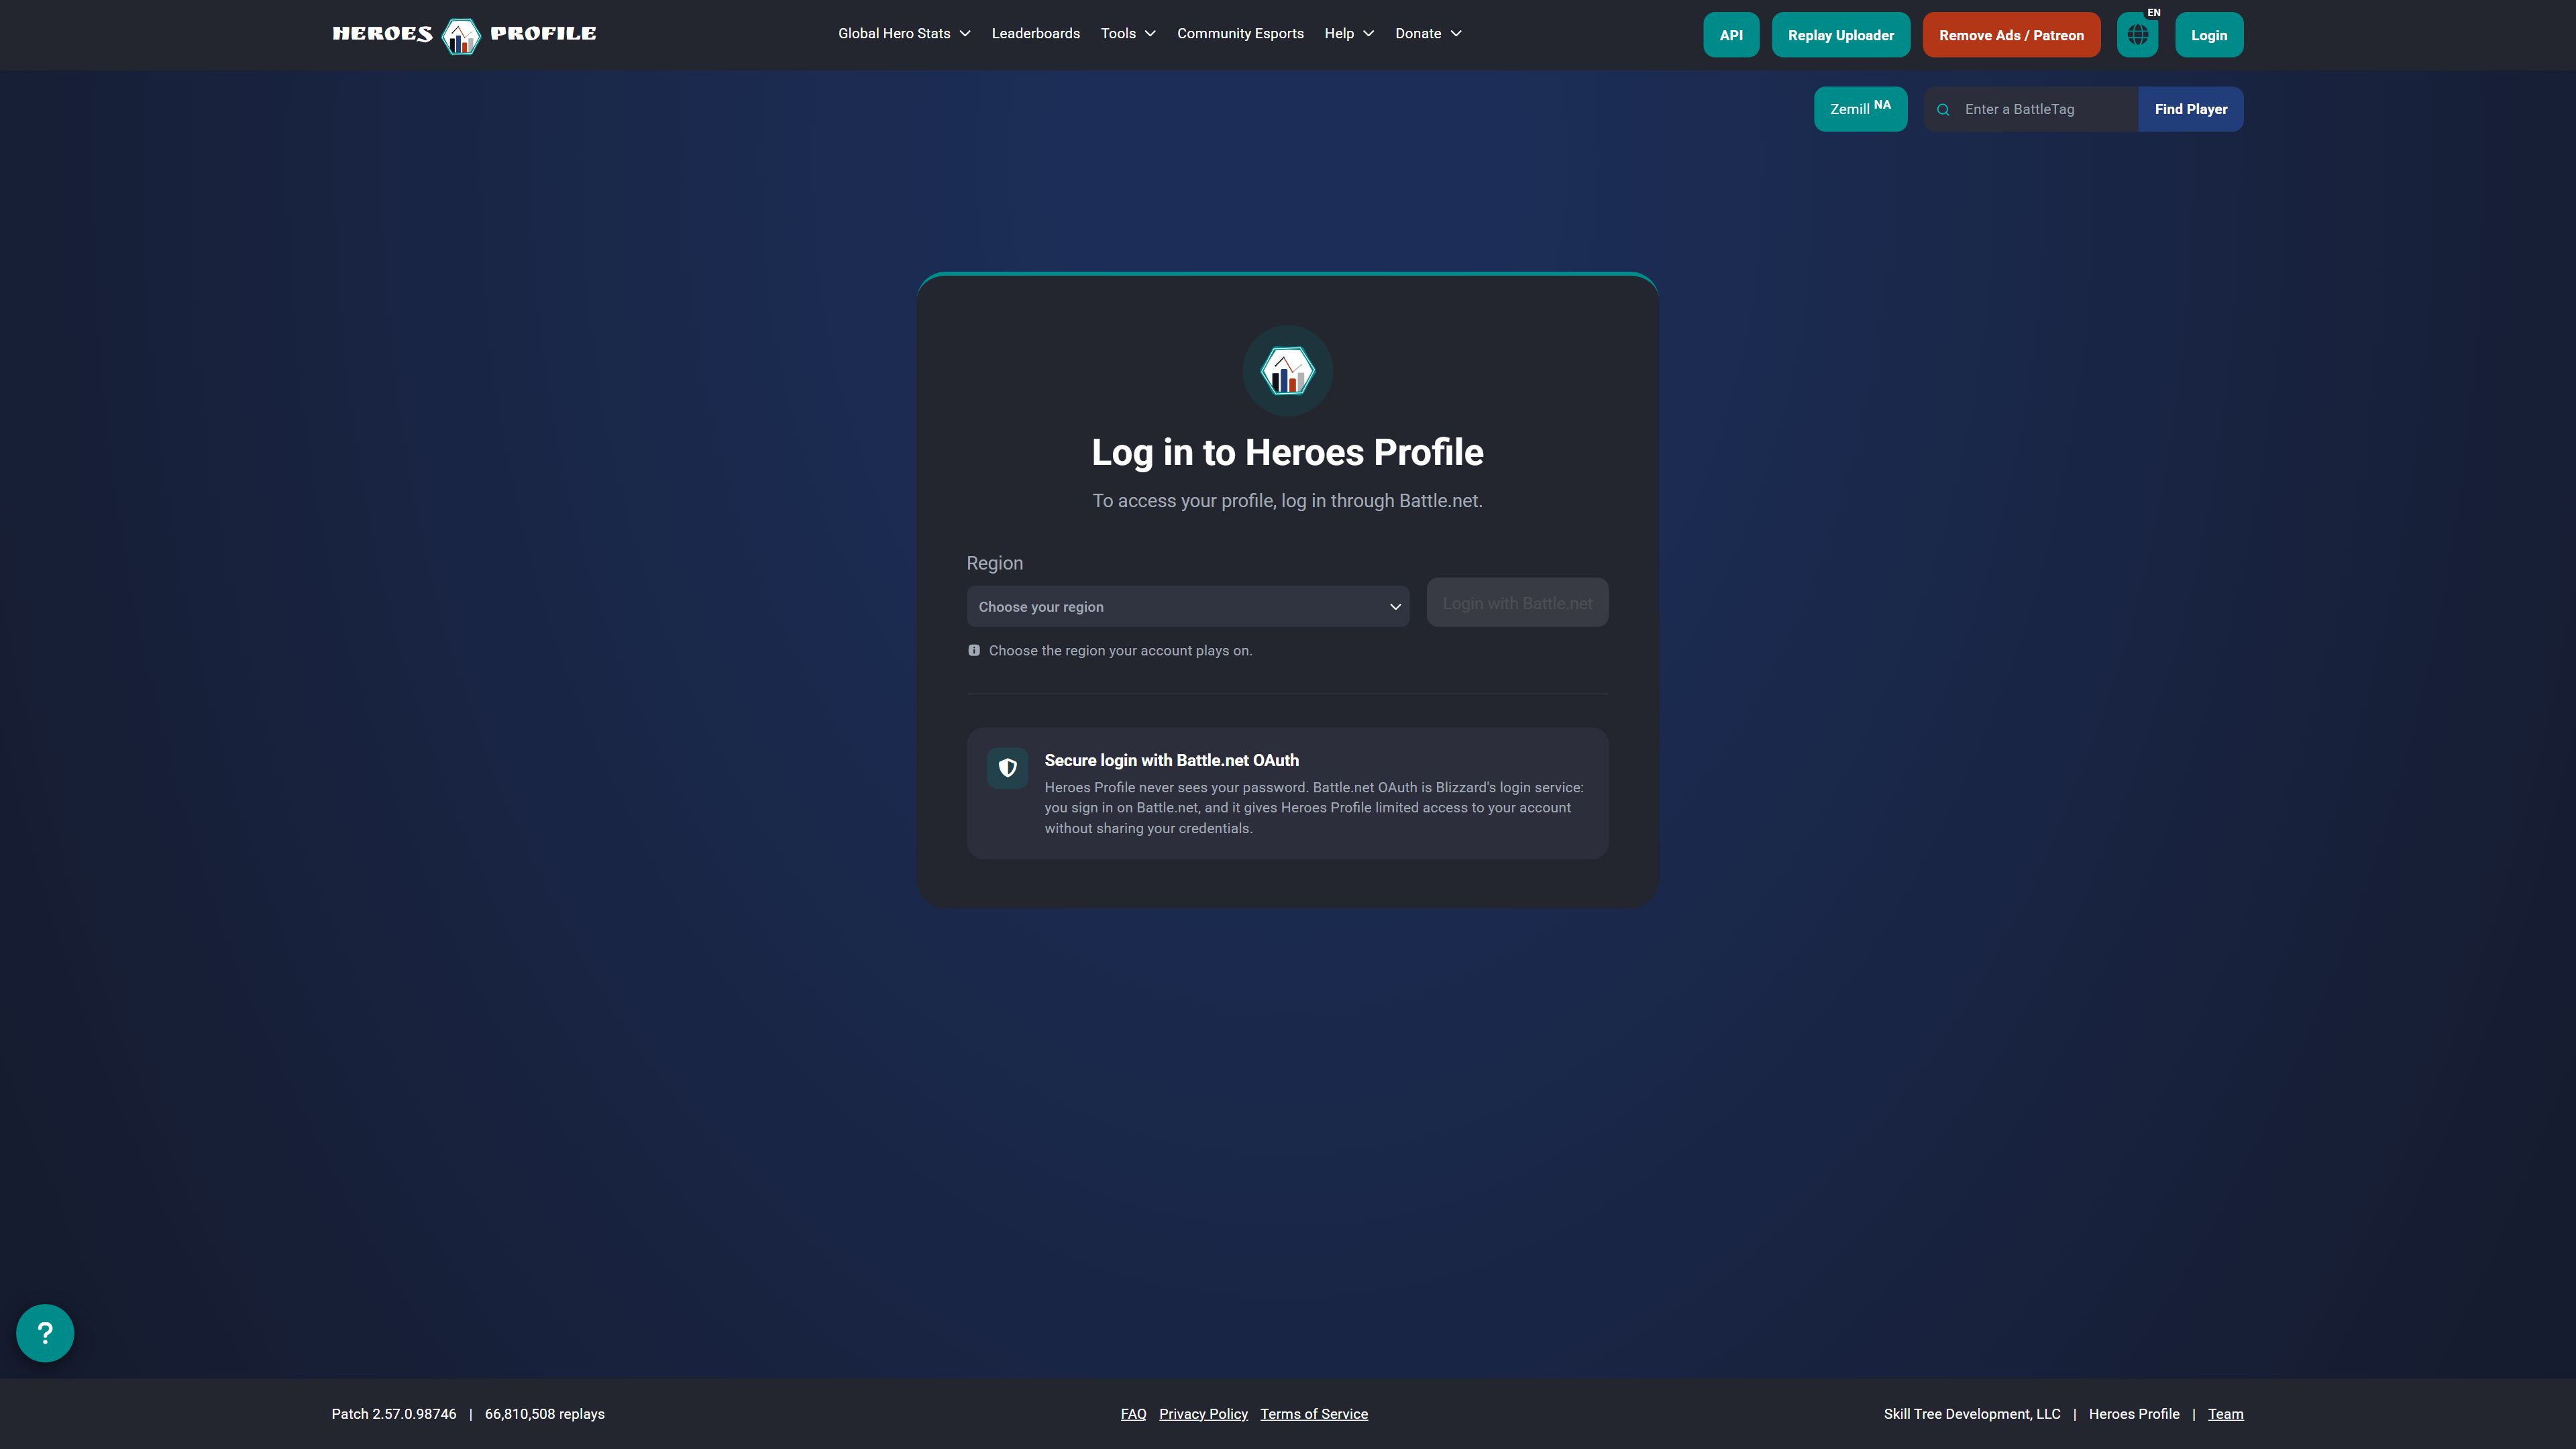 HEROES PROFILE
Global Hero Stats
Leaderboards
Tools
Community Esports
Help
Donate
API
Replay Uploader
Remove Ads / Patreon
EN
Login
Zemill NA
Enter a BattleTag
Find Player
Log in to Heroes Profile
To access your profile, log in through Battle.net.
Region
Choose your region
Login with Battle.net
Choose the region your account plays on.
Secure login with Battle.net OAuth
Heroes Profile never sees your password. Battle.net OAuth is Blizzard's login service:
you sign in on Battle.net, and it gives Heroes Profile limited access to your account
without sharing your credentials.
?
Patch 2.57.0.98746 | 66,810,508 replays
FAQ Privacy Policy Terms of Service
Skill Tree Development, LLC | Heroes Profile | Team